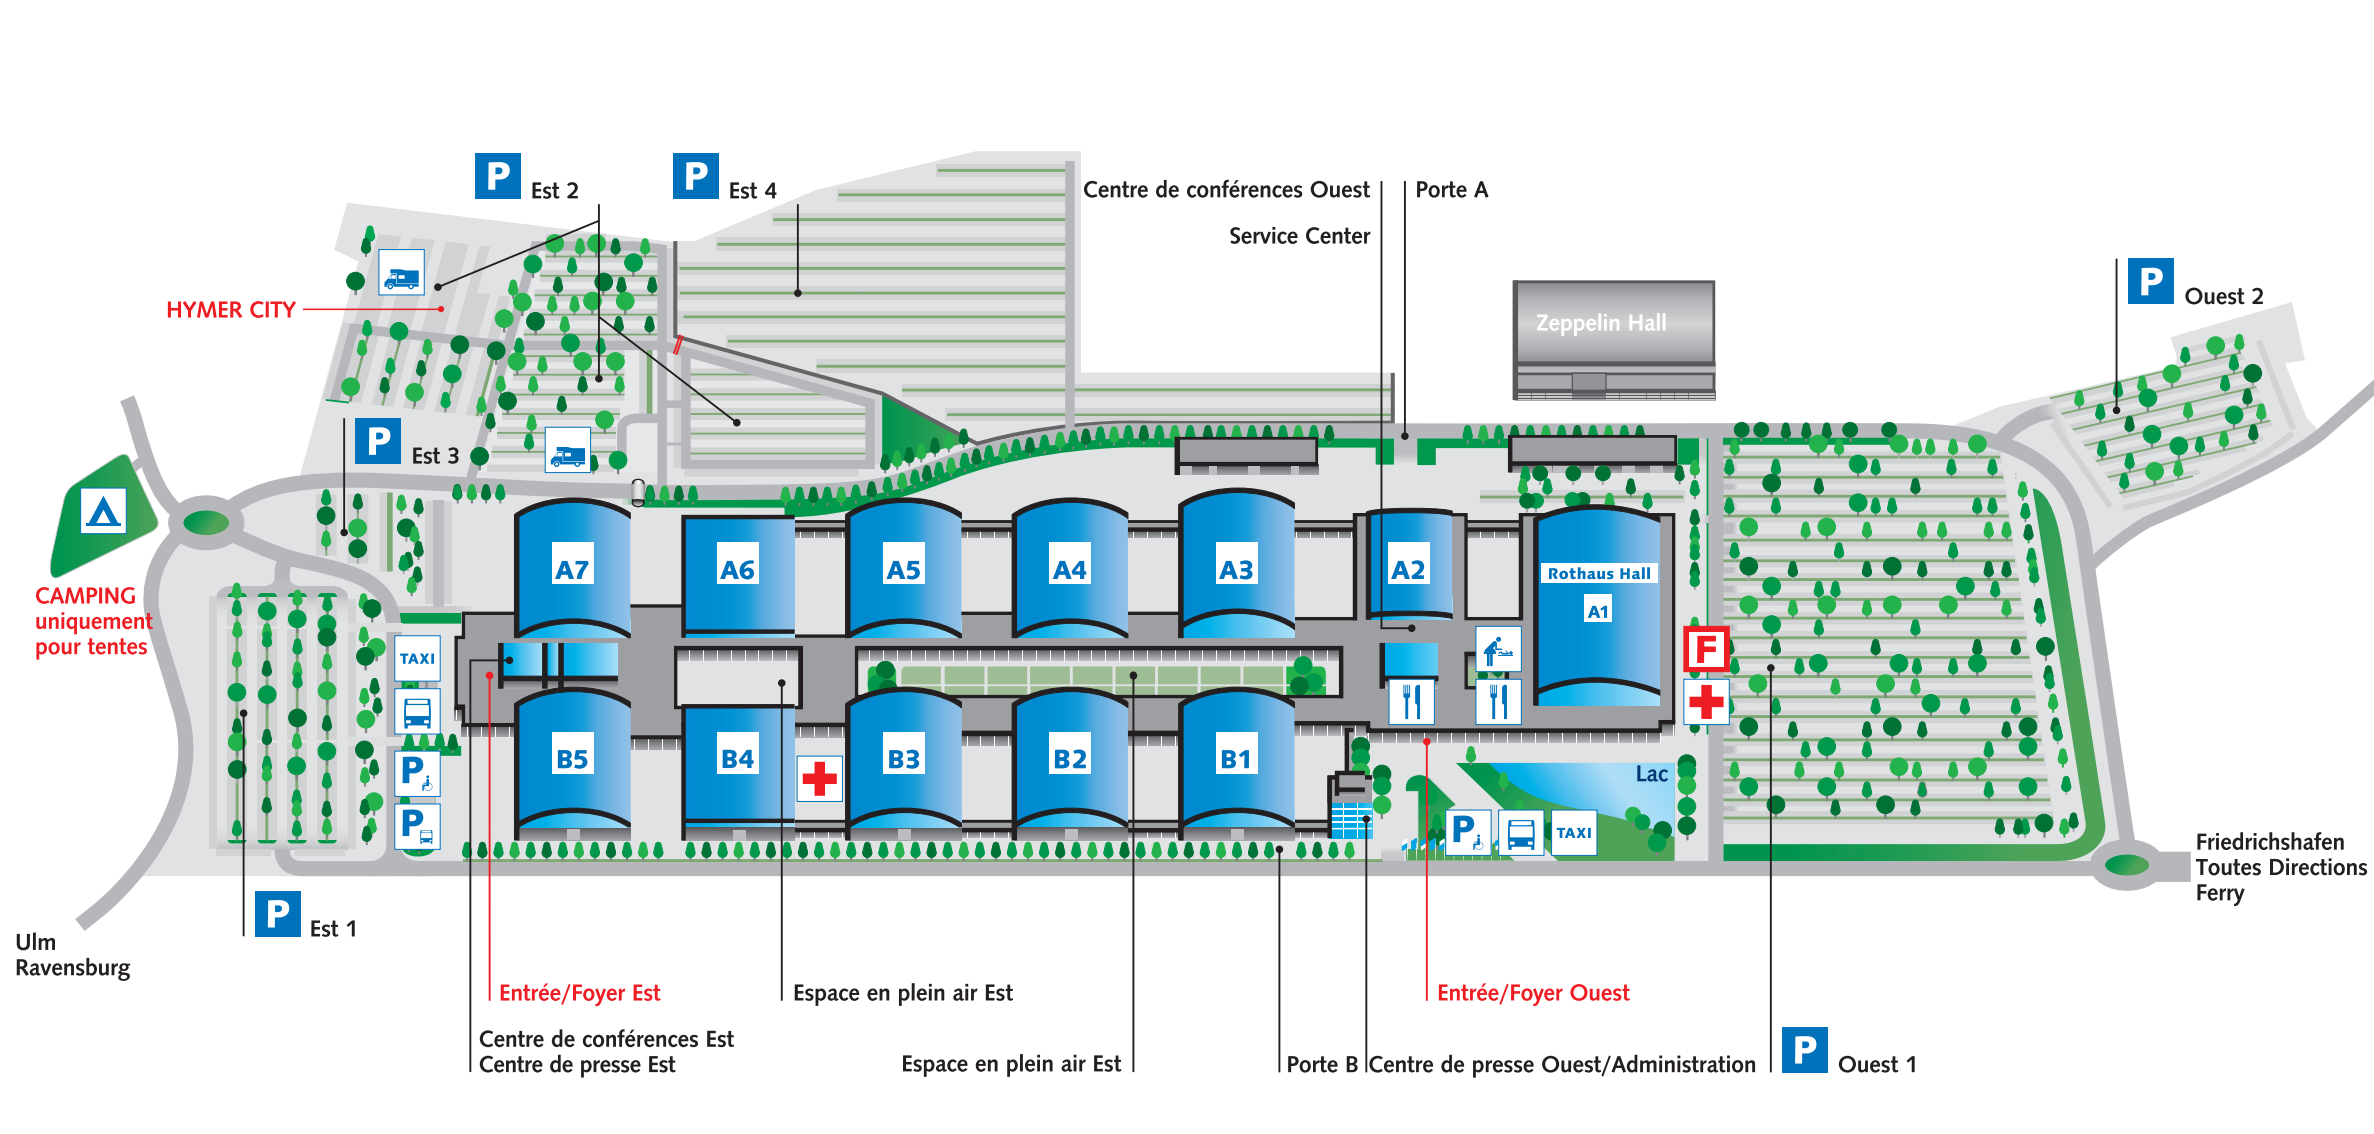 P Est 2
P Est 4
Centre de conférences Ouest
Porte A
Service Center
P Ouest 2
HYMER CITY
Zeppelin Hall
P Est 3
A7
A6
A5
A4
A3
A2
Rothaus Hall
A1
CAMPING
uniquement
pour tentes
TAXI
F
B5
B4
B3
B2
B1
Lac
P
P
P
TAXI
Friedrichshafen
Toutes Directions
Ferry
P Est 1
Ulm
Ravensburg
Entrée/Foyer Est
Espace en plein air Est
Entrée/Foyer Ouest
Centre de conférences Est
Centre de presse Est
Espace en plein air Est
Porte B
Centre de presse Ouest/Administration
P Ouest 1